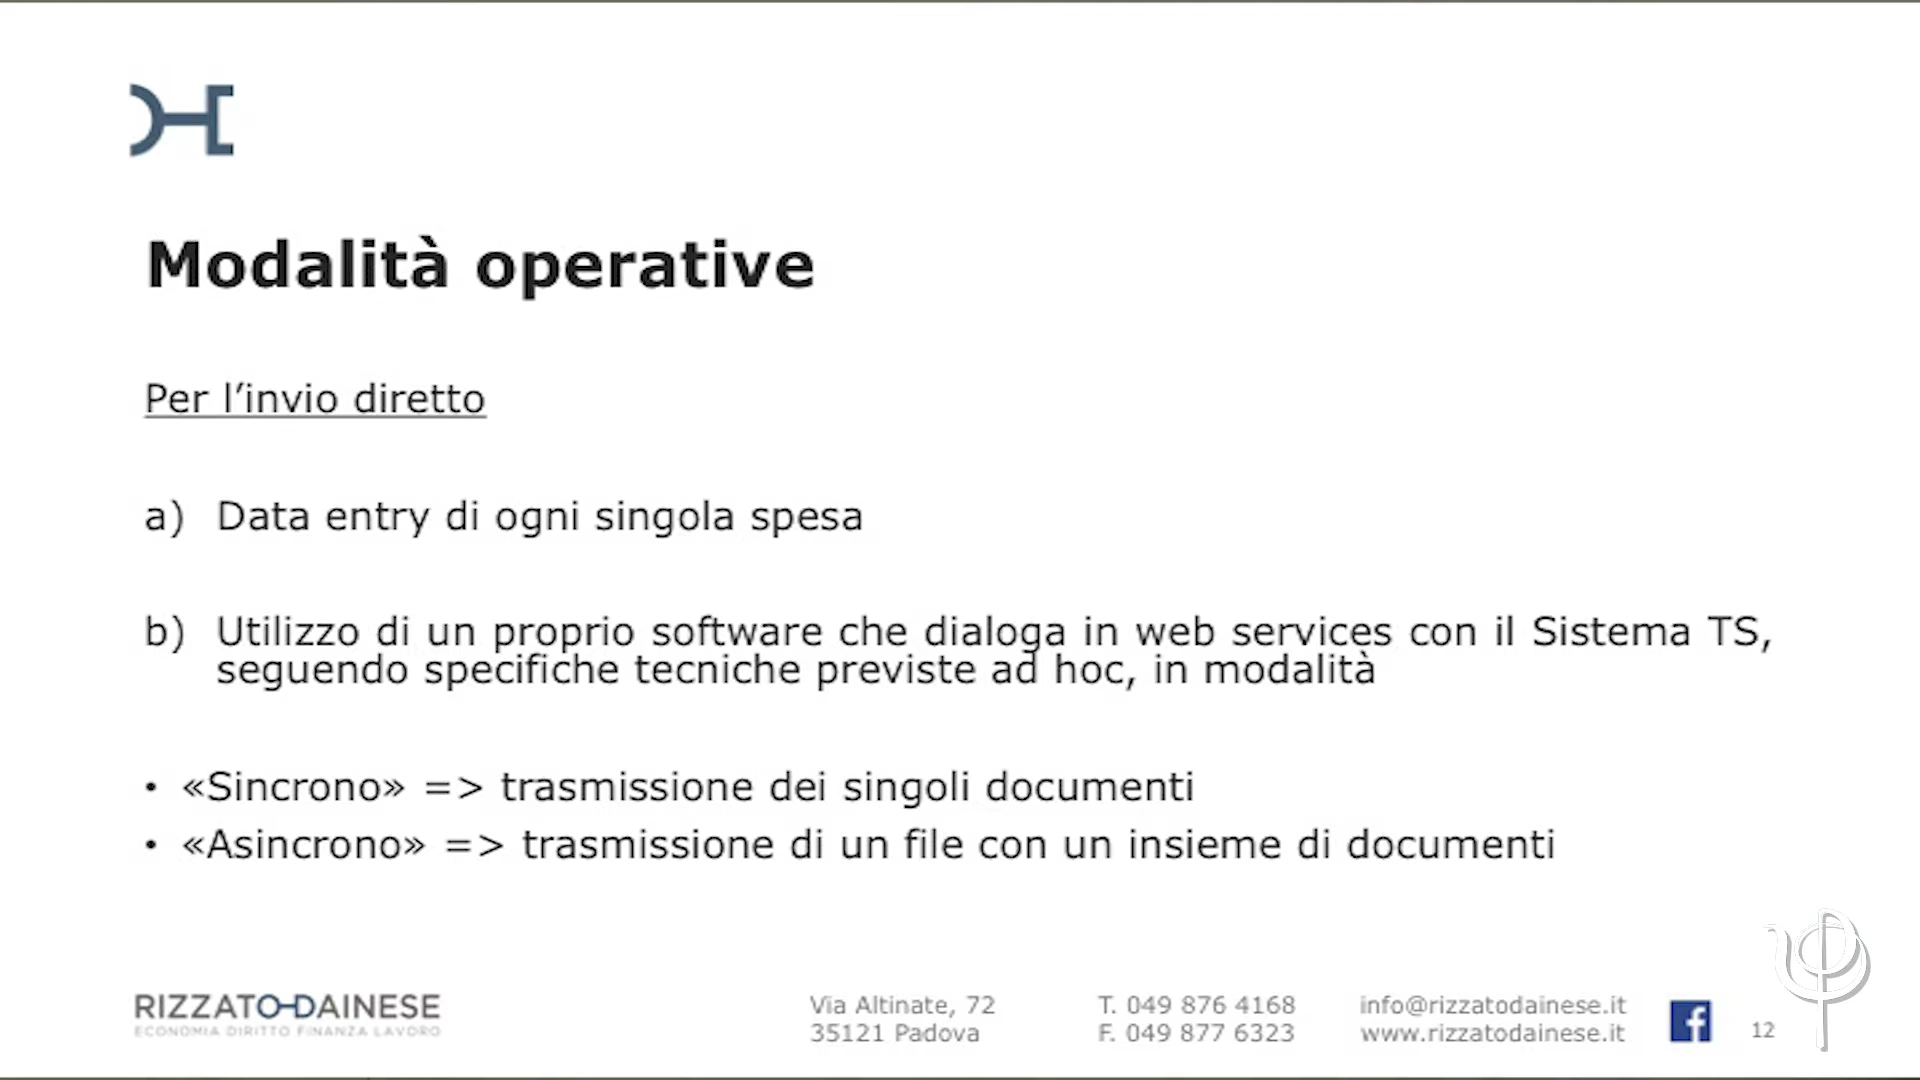 Modalità operative
Per l’invio diretto
a) Data entry di ogni singola spesa
b) Utilizzo di un proprio software che dialoga in web services con il Sistema TS,
seguendo specifiche tecniche previste ad hoc, in modalità
• «Sincrono» => trasmissione dei singoli documenti
• «Asincrono» => trasmissione di un file con un insieme di documenti
RIZZATO-DAINESE
ECONOMIA DIRITTO FINANZA LAVORO
Via Altinate, 72
35121 Padova
T. 049 876 4168
F. 049 877 6323
info@rizzatodainese.it
www.rizzatodainese.it
f
12